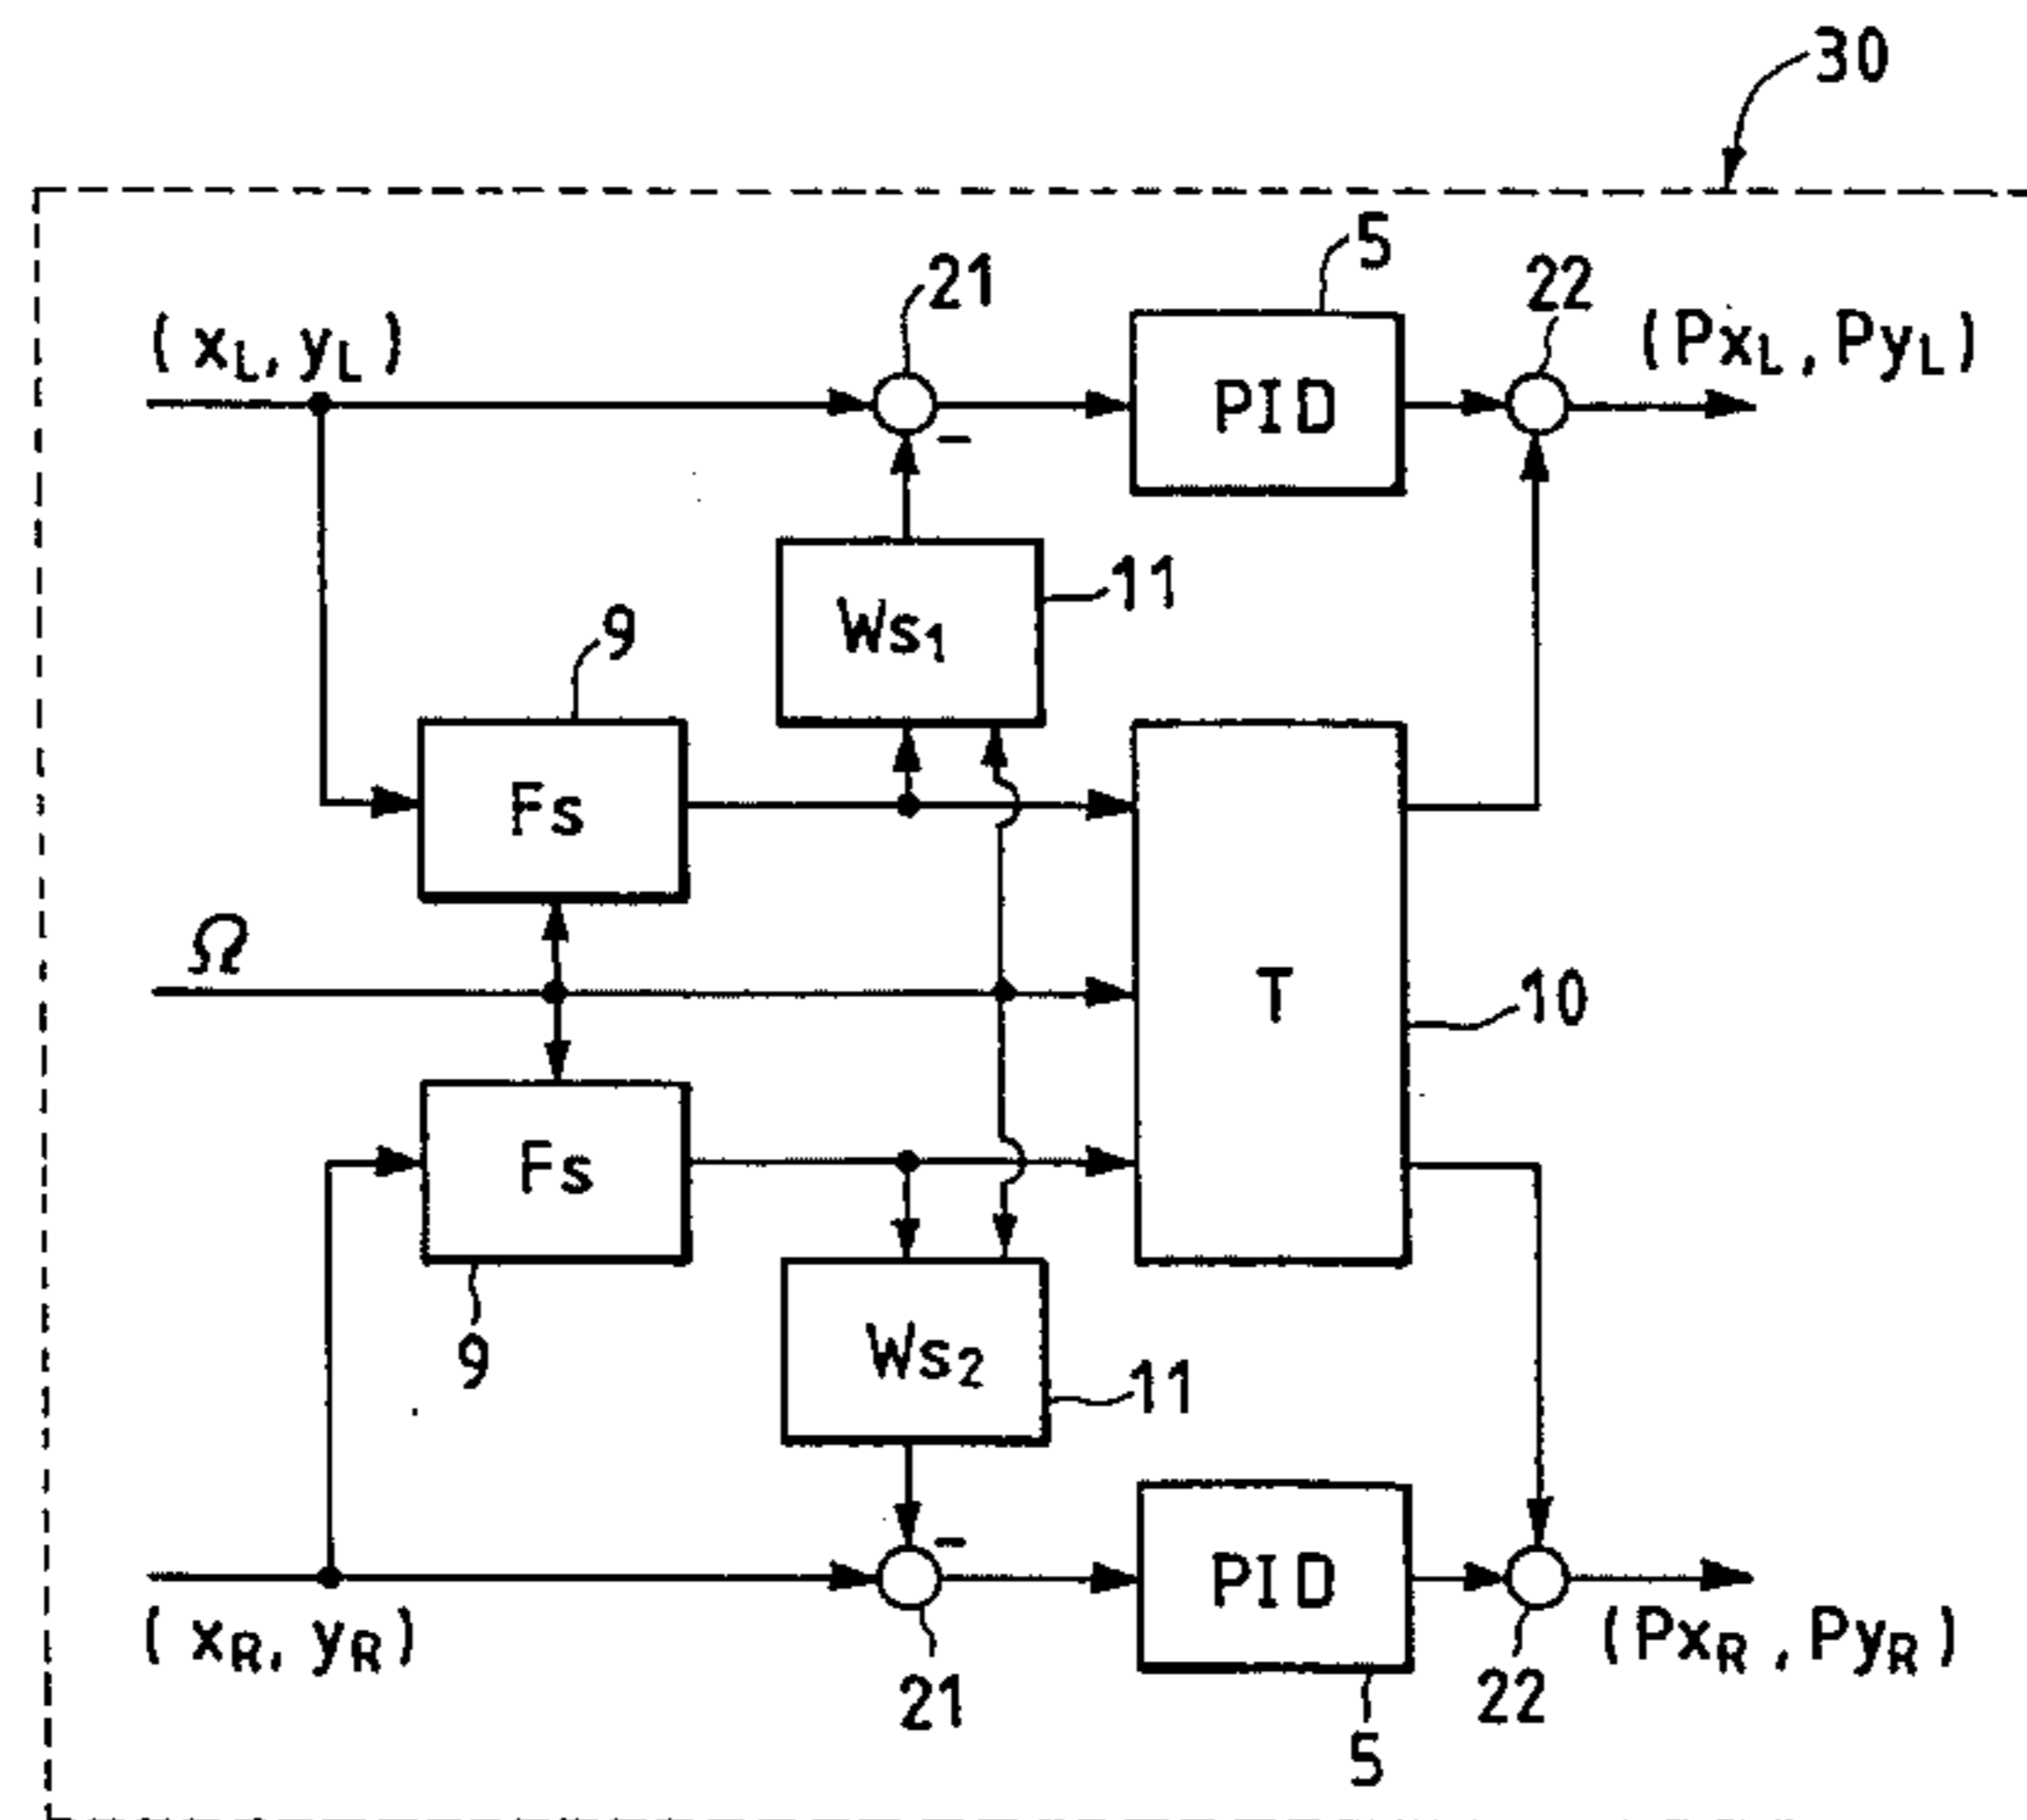 30
5
21
22
(xL, yL)
(PxL, PyL)
PID
11
Ws1
9
Fs
Ω
T
10
Fs
9
Ws2
11
PID
(xR, yR)
(PxR, PyR)
21
22
5